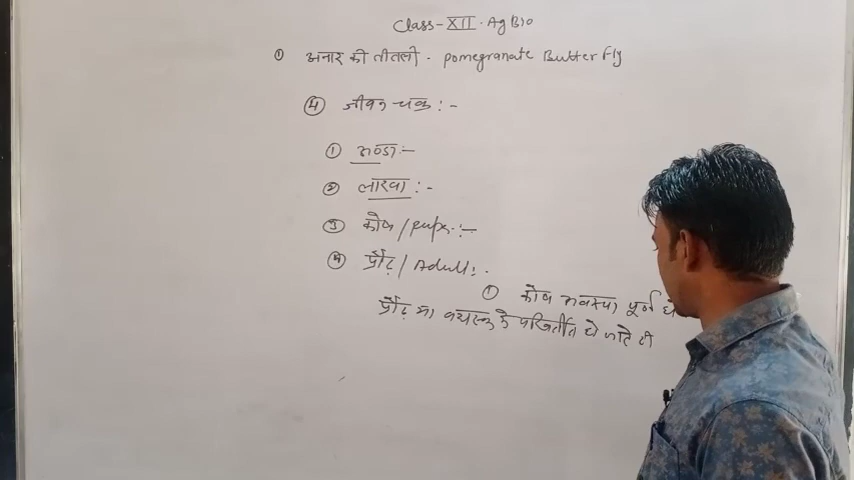 Class-XII. Ag Bio
① अनार की तीतली - pomegranate Butterfly
④ जीवन चक्र :-
① अण्डा:-
② लारवा :-
③ कोष / pupa :-
④ प्रौढ़ / Adult :-
① कोष अवस्था पूर्ण
प्रौढ़ या वयस्क में परिवर्तित हो जाते हैं